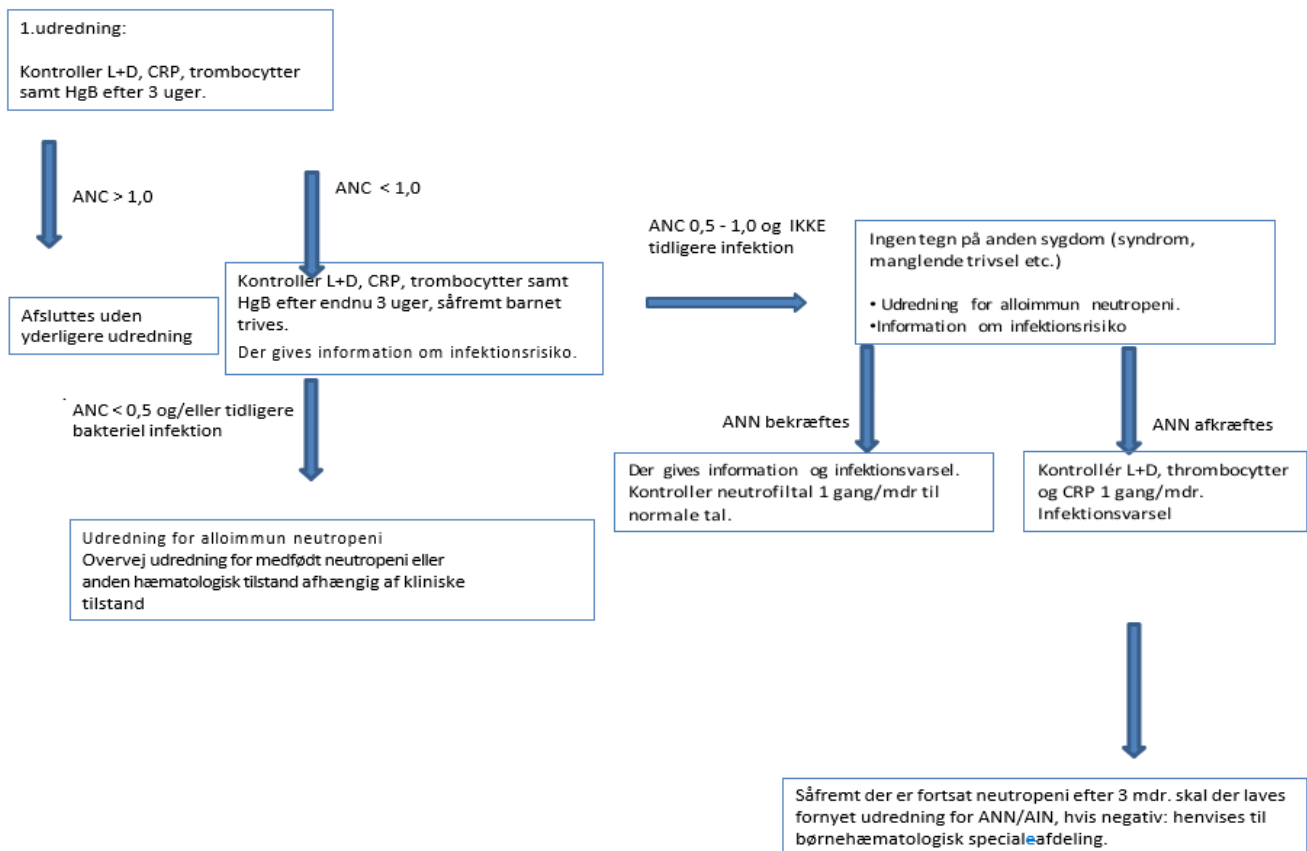 1.udredning:
Kontroller L+D, CRP, trombocytter
samt HgB efter 3 uger.
ANC > 1,0
ANC < 1,0
Afsluttes uden
yderligere udredning
Kontroller L+D, CRP, trombocytter samt
HgB efter endnu 3 uger, såfremt barnet
trives.
Der gives information om infektionsrisiko.
ANC 0,5 - 1,0 og IKKE
tidligere infektion
Ingen tegn på anden sygdom (syndrom,
manglende trivsel etc.)
• Udredning for alloimmun neutropeni.
•Information om infektionsrisiko
ANC < 0,5 og/eller tidligere
bakteriel infektion
ANN bekræftes
ANN afkræftes
Der gives information og infektionsvarsel.
Kontroller neutrofiltal 1 gang/mdr til
normale tal.
Kontrollér L+D, thrombocytter
og CRP 1 gang/mdr.
Infektionsvarsel
Udredning for alloimmun neutropeni
Overvej udredning for medfødt neutropeni eller
anden hæmatologisk tilstand afhængig af kliniske
tilstand
Såfremt der er fortsat neutropeni efter 3 mdr. skal der laves
fornyet udredning for ANN/AIN, hvis negativ: henvises til
børnehæmatologisk specialeafdeling.